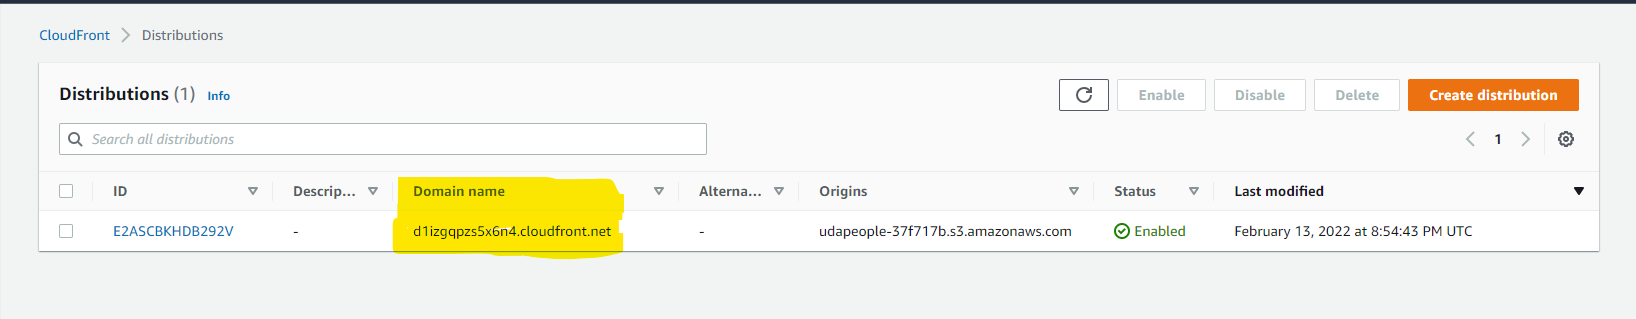 CloudFront > Distributions
Distributions (1) Info
Enable Disable Delete Create distribution
Search all distributions
1
ID Descrip... Domain name Alterna... Origins Status Last modified
E2ASCBKHDB292V - d1izgqpzs5x6n4.cloudfront.net - udapeople-37f717b.s3.amazonaws.com Enabled February 13, 2022 at 8:54:43 PM UTC